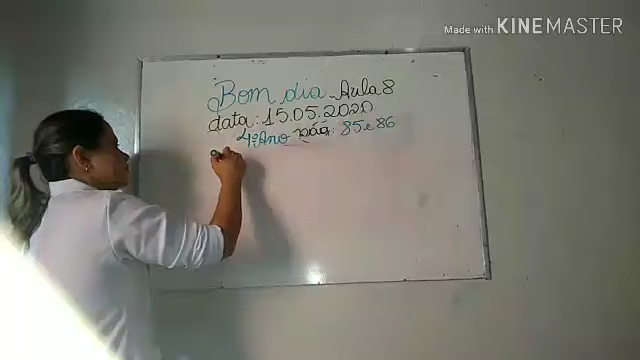 Made with KINEMASTER
Bom dia - Aula 8
data: 15.05.2020
4º Ano pág: 85 e 86